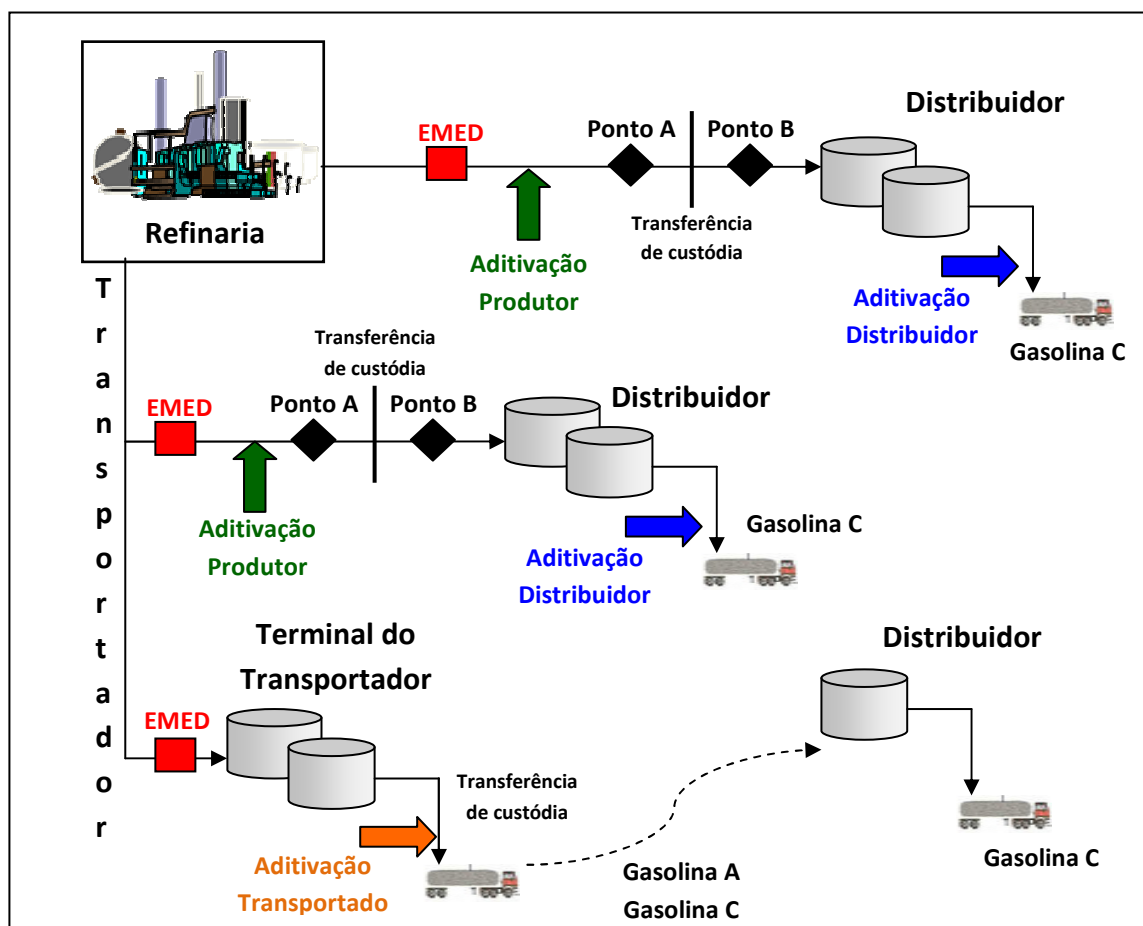 Distribuidor
EMED
Ponto A
Ponto B
Refinaria
Transferência
de custódia
Aditivação
Produtor
Aditivação
Distribuidor
Gasolina C
Transportador
Transferência
de custódia
EMED
Ponto A
Ponto B
Distribuidor
Aditivação
Produtor
Gasolina C
Aditivação
Distribuidor
Terminal do
Transportador
Distribuidor
EMED
Transferência
de custódia
Aditivação
Transportado
Gasolina A
Gasolina C
Gasolina C